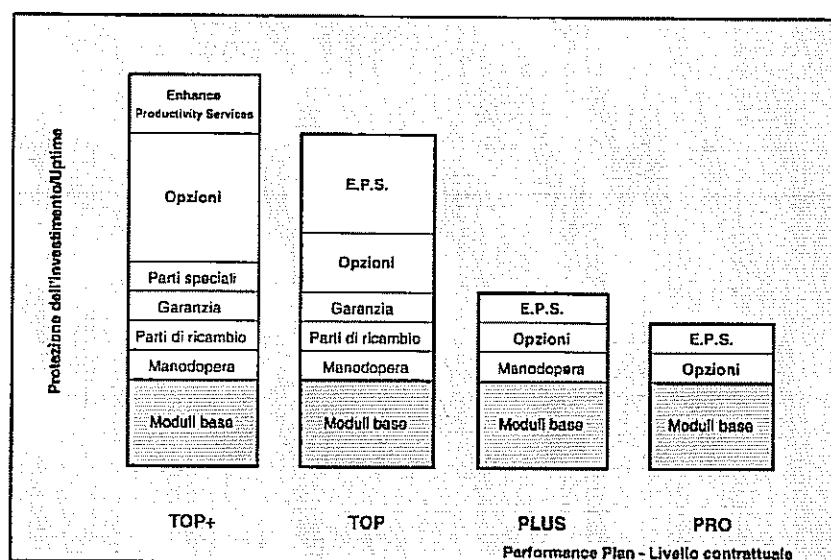 Protezione dell'Investimento/Uptime
Enhance
Productivity Services
Opzioni
Parti speciali
Garanzia
Parti di ricambio
Manodopera
Moduli base
TOP+
E.P.S.
Opzioni
Garanzia
Parti di ricambio
Manodopera
Moduli base
TOP
E.P.S.
Opzioni
Manodopera
Moduli base
PLUS
E.P.S.
Opzioni
Moduli base
PRO
Performance Plan - Livello contrattuale